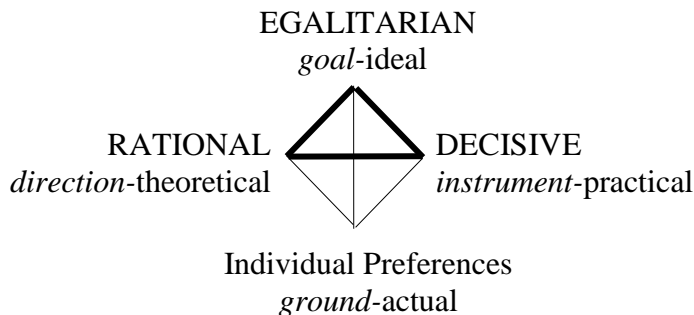 EGALITARIAN
goal-ideal
RATIONAL
direction-theoretical
DECISIVE
instrument-practical
Individual Preferences
ground-actual